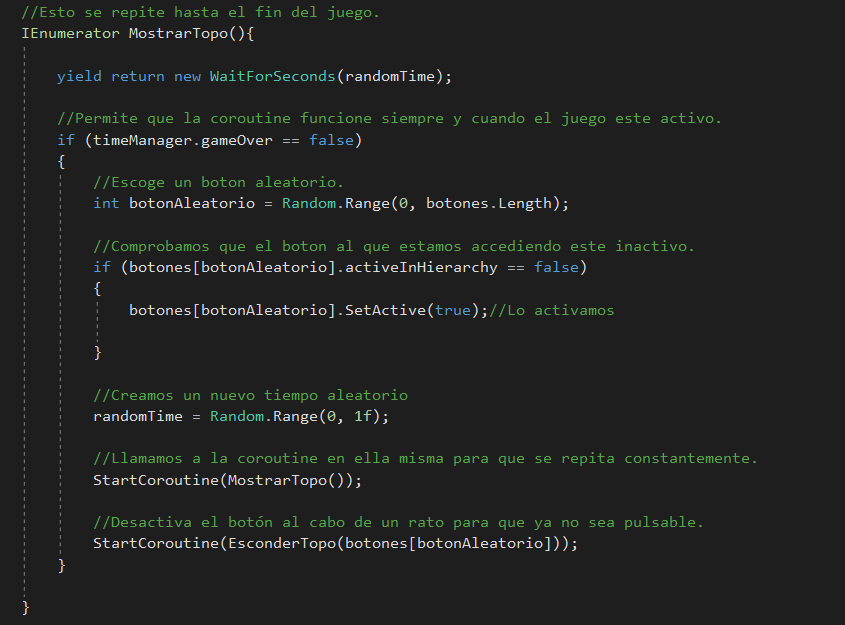 //Esto se repite hasta el fin del juego.
IEnumerator MostrarTopo(){
yield return new WaitForSeconds(randomTime);
//Permite que la coroutine funcione siempre y cuando el juego este activo.
if (timeManager.gameOver == false)
{
//Escoge un boton aleatorio.
int botonAleatorio = Random.Range(0, botones.Length);
//Comprobamos que el boton al que estamos accediendo este inactivo.
if (botones[botonAleatorio].activeInHierarchy == false)
{
botones[botonAleatorio].SetActive(true);//Lo activamos
}
//Creamos un nuevo tiempo aleatorio
randomTime = Random.Range(0, 1f);
//Llamamos a la coroutine en ella misma para que se repita constantemente.
StartCoroutine(MostrarTopo());
//Desactiva el botón al cabo de un rato para que ya no sea pulsable.
StartCoroutine(EsconderTopo(botones[botonAleatorio]));
}
}